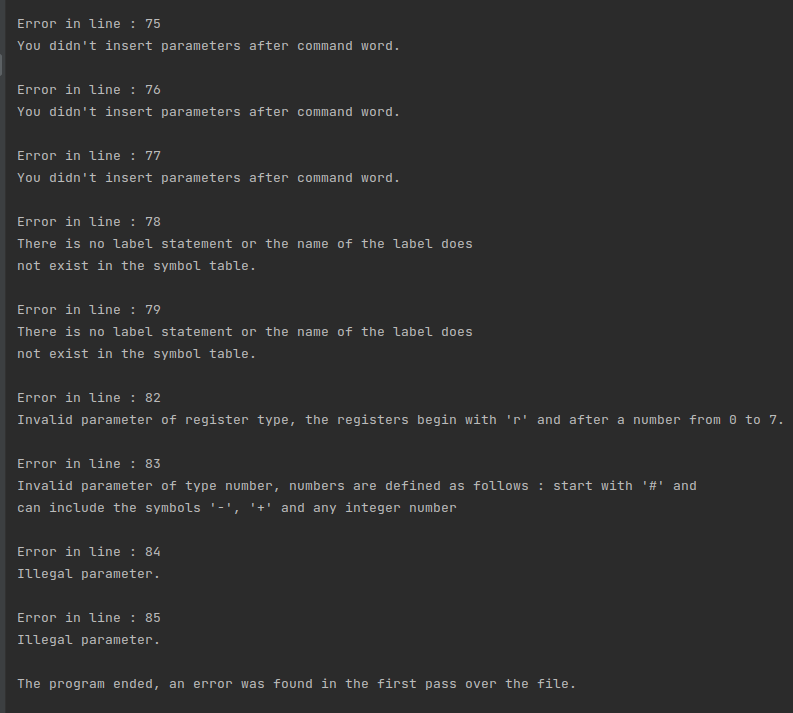 Error in line : 75
You didn't insert parameters after command word.
Error in line : 76
You didn't insert parameters after command word.
Error in line : 77
You didn't insert parameters after command word.
Error in line : 78
There is no label statement or the name of the label does
not exist in the symbol table.
Error in line : 79
There is no label statement or the name of the label does
not exist in the symbol table.
Error in line : 82
Invalid parameter of register type, the registers begin with 'r' and after a number from 0 to 7.
Error in line : 83
Invalid parameter of type number, numbers are defined as follows : start with '#' and
can include the symbols '-', '+' and any integer number
Error in line : 84
Illegal parameter.
Error in line : 85
Illegal parameter.
The program ended, an error was found in the first pass over the file.